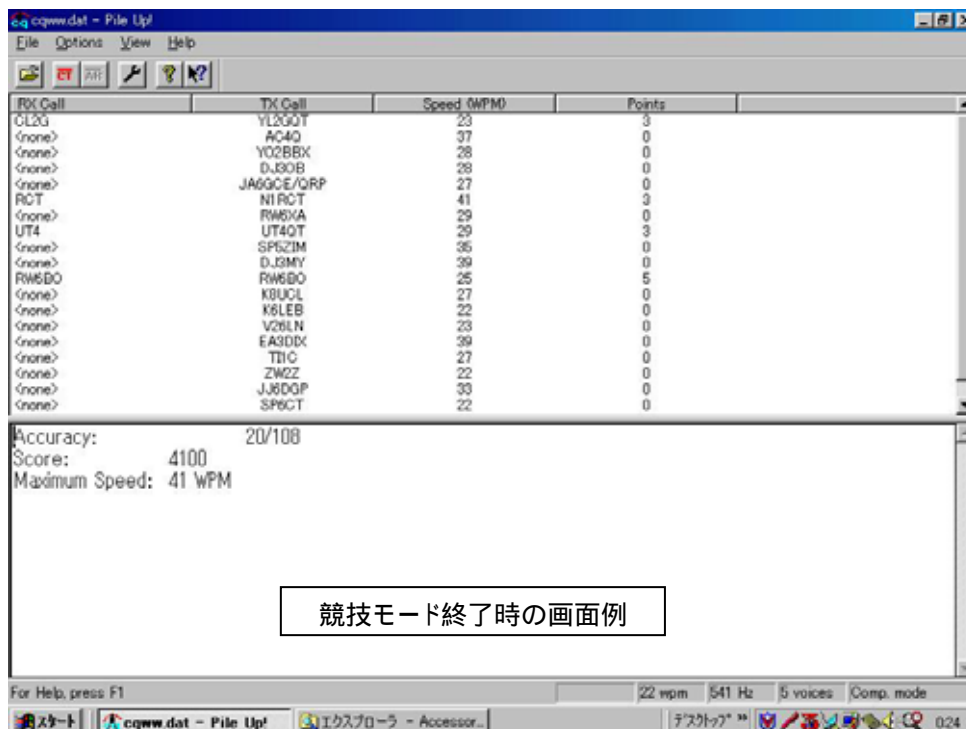 cqww.dat - Pile Up!
File Options View Help
RX Call TX Call Speed (WPM) Points
CL2G YL2GQT 23 3
<none> AC4Q 37 0
<none> YO2BBX 28 0
<none> DJ3OB 28 0
<none> JA6GCE/QRP 27 0
RCT N1RCT 41 3
<none> RW6XA 29 0
UT4 UT4QT 29 3
<none> SP5ZIM 35 0
<none> DJ3MY 39 0
RW6BO RW6BO 25 5
<none> K8UCL 27 0
<none> K6LEB 22 0
<none> V26LN 23 0
<none> EA3DIX 39 0
<none> TI1C 27 0
<none> ZW2Z 22 0
<none> JJ6DGP 33 0
<none> SP6CT 22 0
Accuracy: 20/108
Score: 4100
Maximum Speed: 41 WPM
競技モード終了時の画面例
For Help, press F1 22 wpm 541 Hz 5 voices Comp. mode
スタート cqww.dat - Pile Up! エクスプローラ - Accessor... デスクトップ » 0:24